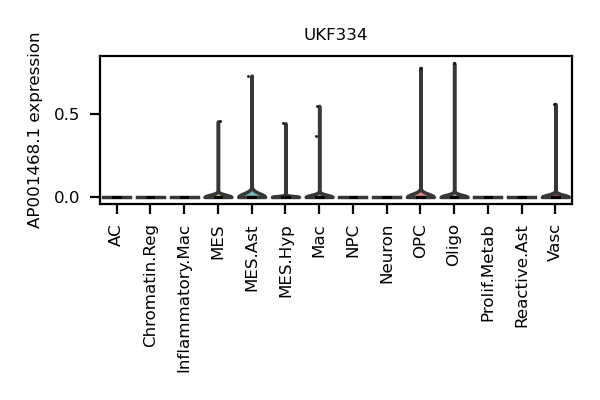 UKF334
AP001468.1 expression
0.5
0.0
AC
Chromatin.Reg
Inflammatory.Mac
MES
MES.Ast
MES.Hyp
Mac
NPC
Neuron
OPC
Oligo
Prolif.Metab
Reactive.Ast
Vasc